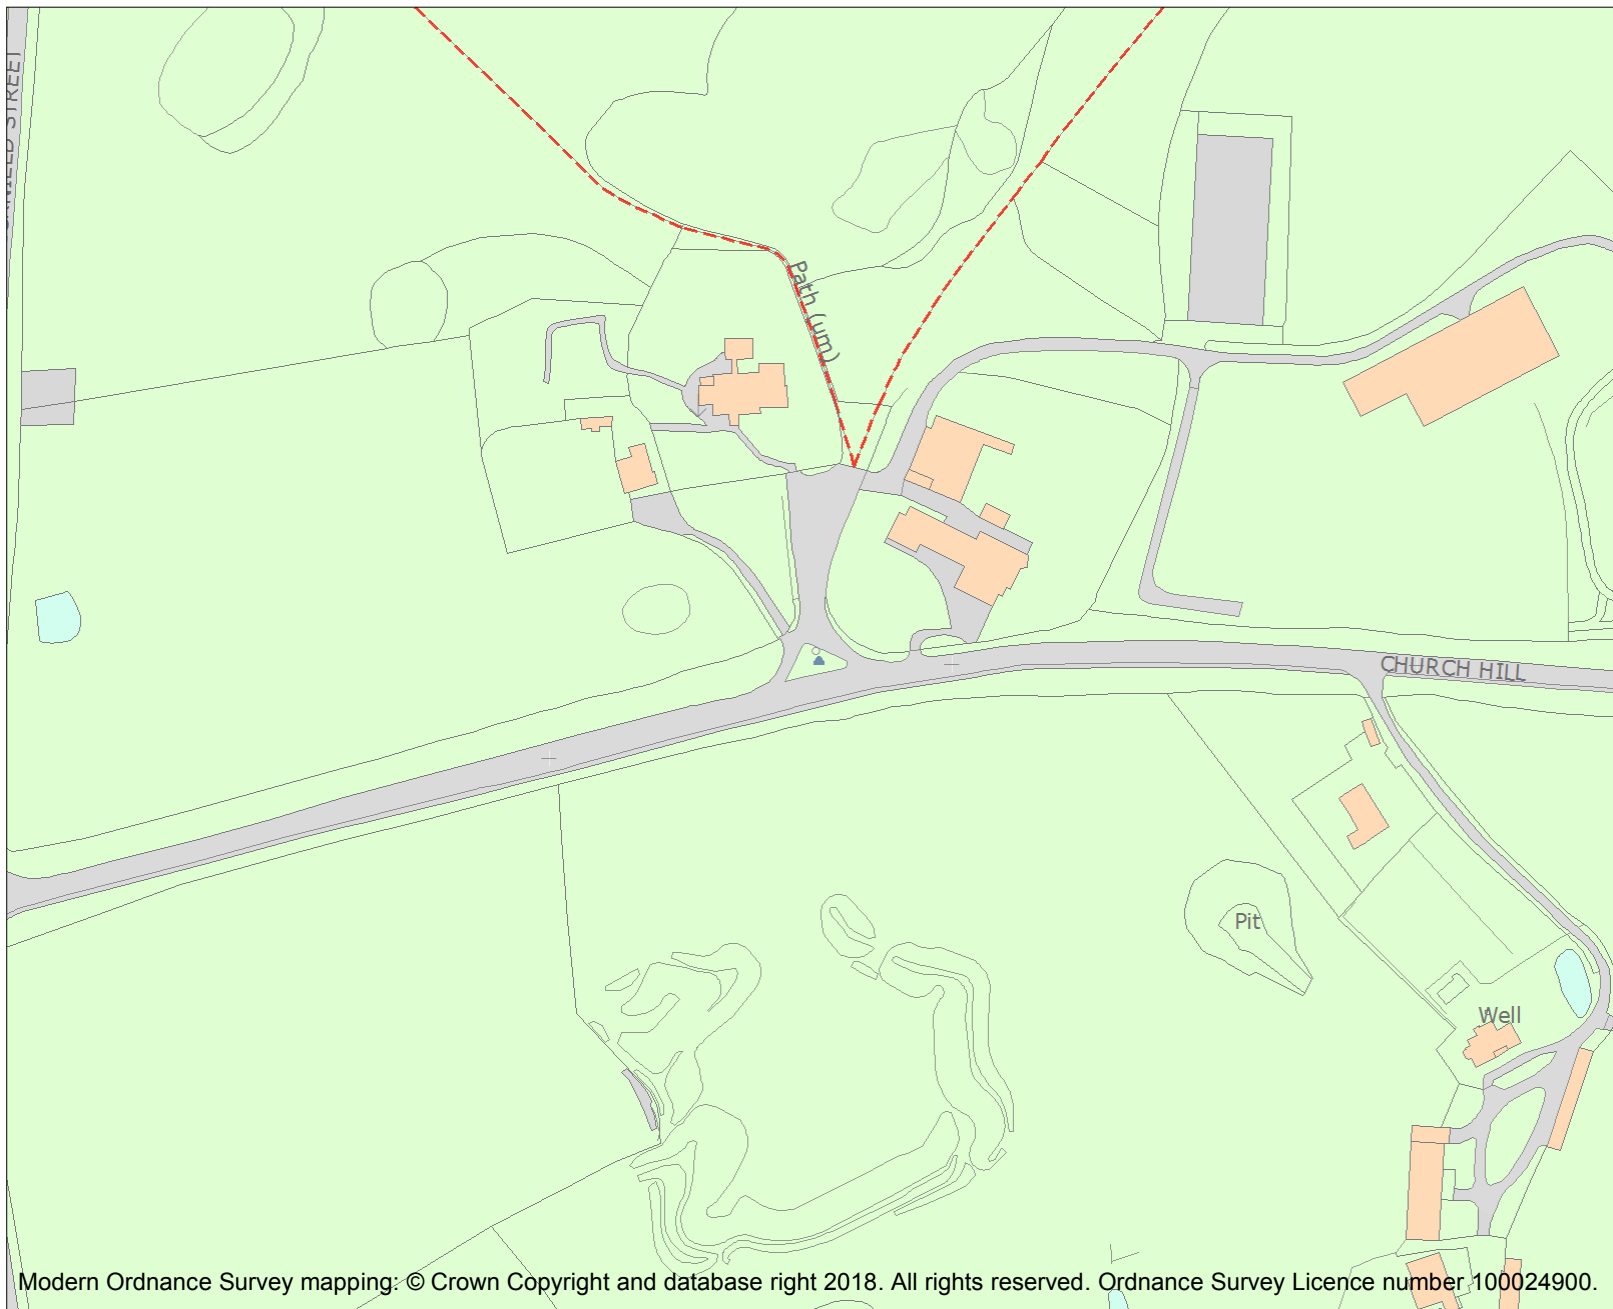 STREET
Path (um)
CHURCH HILL
Pit
Well
Modern Ordnance Survey mapping: © Crown Copyright and database right 2018. All rights reserved. Ordnance Survey Licence number 100024900.